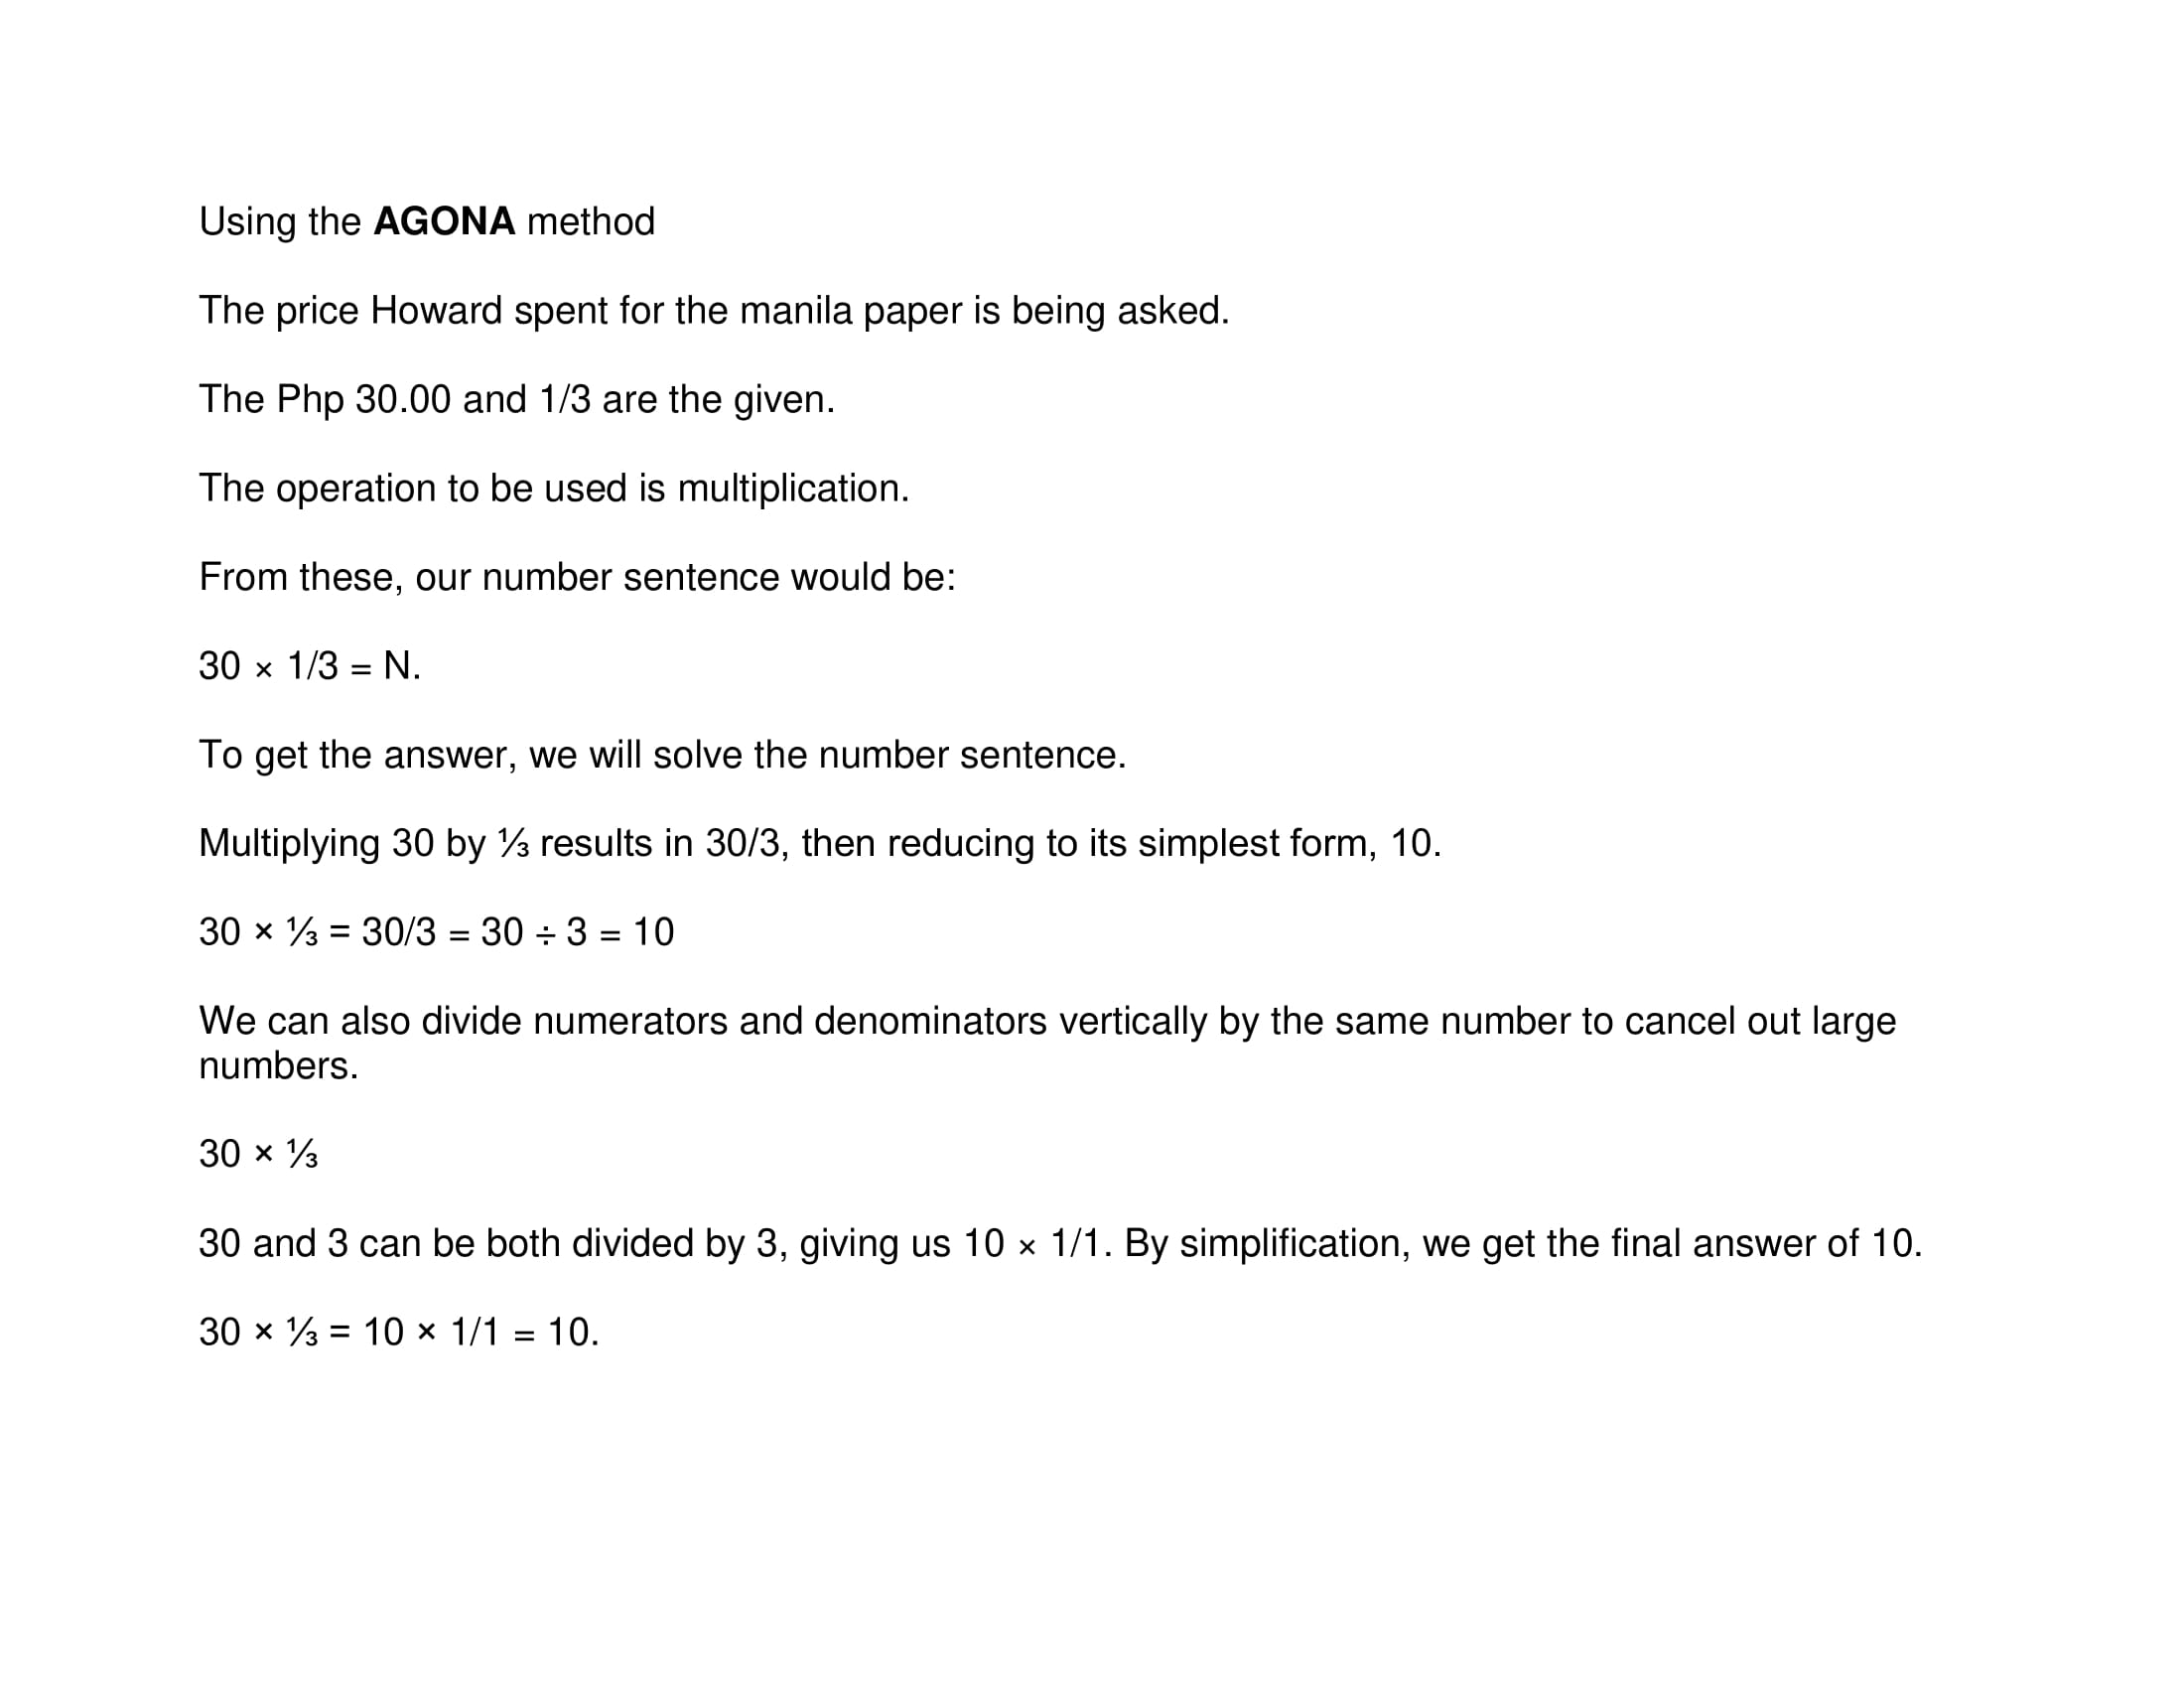 Using the AGONA method
The price Howard spent for the manila paper is being asked.
The Php 30.00 and 1/3 are the given.
The operation to be used is multiplication.
From these, our number sentence would be:
30 × 1/3 = N.
To get the answer, we will solve the number sentence.
Multiplying 30 by ⅓ results in 30/3, then reducing to its simplest form, 10.
30 × ⅓ = 30/3 = 30 ÷ 3 = 10
We can also divide numerators and denominators vertically by the same number to cancel out large
numbers.
30 × ⅓
30 and 3 can be both divided by 3, giving us 10 × 1/1. By simplification, we get the final answer of 10.
30 × ⅓ = 10 × 1/1 = 10.